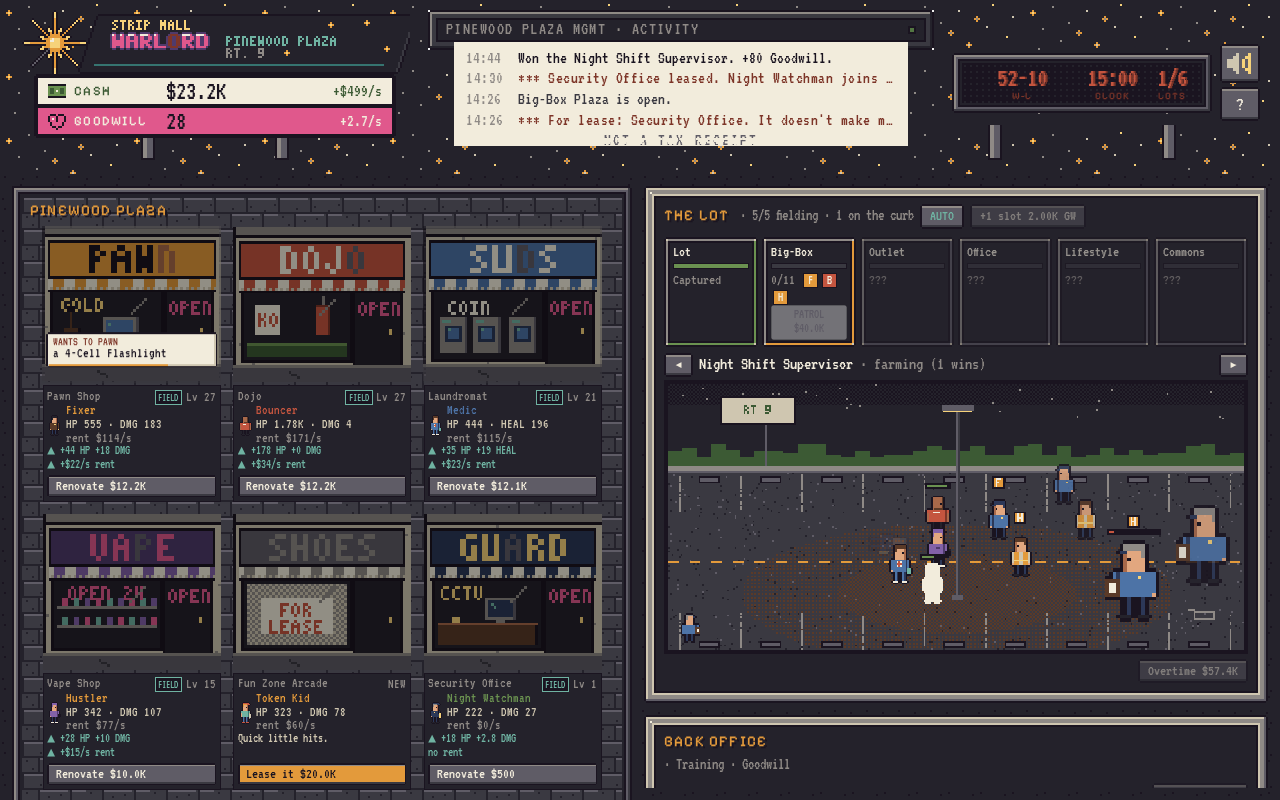 STRIP MALL
WARLORD
PINEWOOD PLAZA
RT. 9
CASH $23.2K +$499/s
GOODWILL 28 +2.7/s
PINEWOOD PLAZA MGMT · ACTIVITY
14:44 Won the Night Shift Supervisor. +80 Goodwill.
14:30 *** Security Office leased. Night Watchman joins …
14:26 Big-Box Plaza is open.
14:26 *** For lease: Security Office. It doesn't make m…
NOT A TAX RECEIPT
52-10 15:00 1/6
W-L CLOCK LOTS
?
PINEWOOD PLAZA
PAWN
GOLD
OPEN
WANTS TO PAWN
a 4-Cell Flashlight
Pawn Shop FIELD Lv 27
Fixer
HP 555 · DMG 183
rent $114/s
▲ +44 HP +18 DMG
▲ +$22/s rent
Renovate $12.2K
DOJO
KO
OPEN
Dojo FIELD Lv 27
Bouncer
HP 1.78K · DMG 4
rent $171/s
▲ +178 HP +0 DMG
▲ +$34/s rent
Renovate $12.2K
SUDS
COIN
OPEN
Laundromat FIELD Lv 21
Medic
HP 444 · HEAL 196
rent $115/s
▲ +35 HP +19 HEAL
▲ +$23/s rent
Renovate $12.1K
VAPE
OPEN 2K
OPEN
Vape Shop FIELD Lv 15
Hustler
HP 342 · DMG 107
rent $77/s
▲ +28 HP +10 DMG
▲ +$15/s rent
Renovate $10.0K
SHOES
FOR
LEASE
Fun Zone Arcade NEW
Token Kid
HP 323 · DMG 78
rent $60/s
Quick little hits.
Lease it $20.0K
GUARD
CCTV
OPEN
Security Office FIELD Lv 1
Night Watchman
HP 222 · DMG 27
rent $0/s
▲ +18 HP +2.8 DMG
no rent
Renovate $500
THE LOT · 5/5 fielding · 1 on the curb AUTO +1 slot 2.00K GW
Lot
Captured
Big-Box
0/11 F B
H
PATROL
$40.0K
Outlet
???
Office
???
Lifestyle
???
Commons
???
◄ Night Shift Supervisor · farming (1 wins) ►
RT 9
F
H
H
Overtime $57.4K
BACK OFFICE
· Training · Goodwill